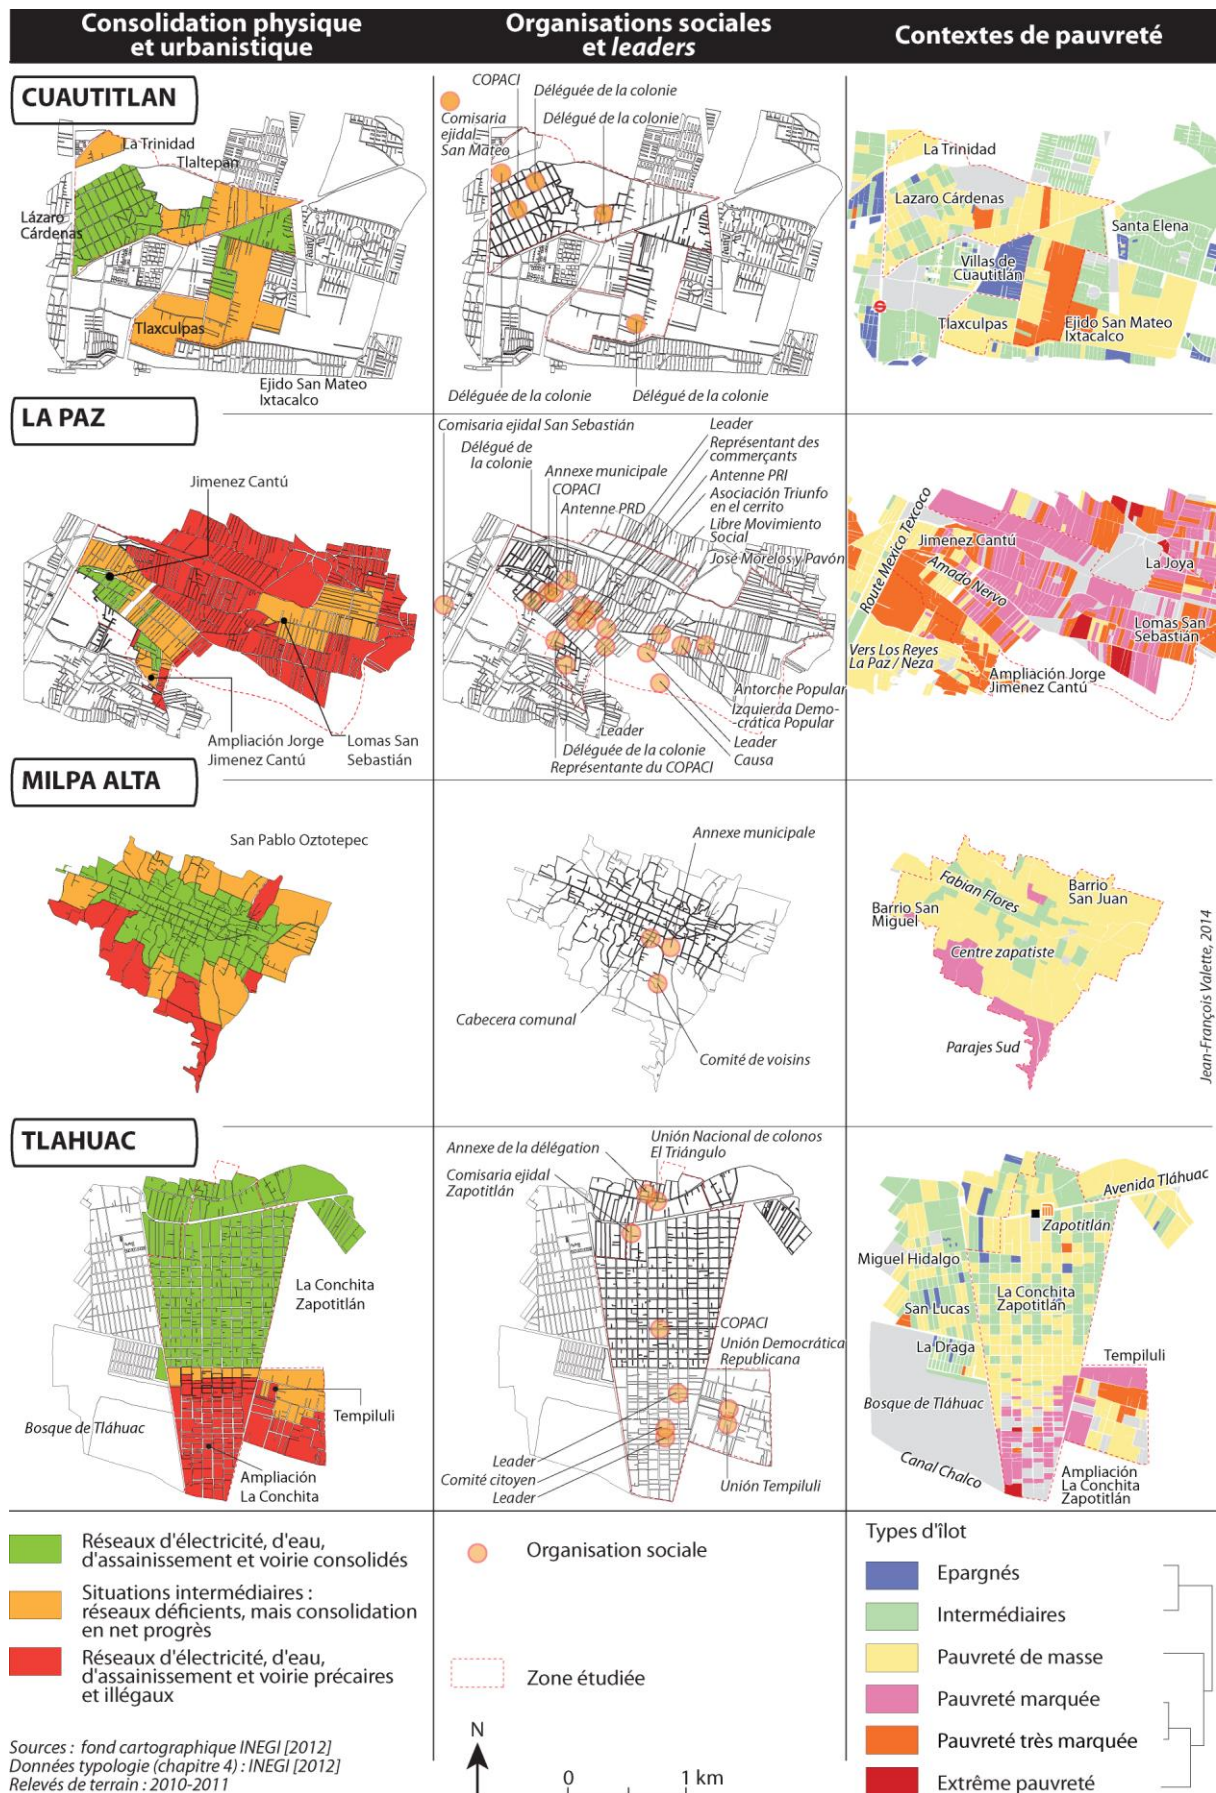 Consolidation physique
et urbanistique
Organisations sociales
et leaders
Contextes de pauvreté
CUAUTITLAN
La Trinidad
Tlaltepan
Lázaro
Cárdenas
Tlaxculpas
Ejido San Mateo
Ixtacalco
COPACI
Déléguée de la colonie
Délégué de la colonie
Comisaria
ejidal
San Mateo
Déléguée de la colonie
Délégué de la colonie
La Trinidad
Lazaro Cárdenas
Santa Elena
Villas de
Cuautitlán
Tlaxculpas
Ejido San Mateo
Ixtacalco
LA PAZ
Jimenez Cantú
Ampliación Jorge
Jimenez Cantú
Lomas San
Sebastián
Comisaria ejidal San Sebastián
Délégué de
la colonie
Annexe municipale
COPACI
Antenne PRD
Leader
Représentant des
commerçants
Antenne PRI
Asociación Triunfo
en el cerrito
Libre Movimiento
Social
José Morelos y Pavón
Antorche Popular
Izquierda Demo-
crática Popular
Leader
Causa
Leader
Déléguée de la colonie
Représentante du COPACI
Route Mexico Texcoco
Jimenez Cantú
Amado Nervo
La Joya
Lomas San
Sebastián
Vers Los Reyes
La Paz / Neza
Ampliación Jorge
Jimenez Cantú
MILPA ALTA
San Pablo Oztotepec
Annexe municipale
Cabecera comunal
Comité de voisins
Fabian Flores
Barrio
San Juan
Barrio San
Miguel
Centre zapatiste
Parajes Sud
Jean-François Valette, 2014
TLAHUAC
La Conchita
Zapotitlán
Tempiluli
Bosque de Tláhuac
Ampliación
La Conchita
Annexe de la délégation
Unión Nacional de colonos
El Triángulo
Comisaria ejidal
Zapotitlán
COPACI
Unión Democrática
Republicana
Leader
Comité citoyen
Leader
Unión Tempiluli
Avenida Tláhuac
Zapotitlán
Miguel Hidalgo
La Conchita
Zapotitlán
San Lucas
La Draga
Tempiluli
Bosque de Tláhuac
Canal Chalco
Ampliación
La Conchita
Zapotitlán
Réseaux d'électricité, d'eau,
d'assainissement et voirie consolidés
Situations intermédiaires :
réseaux déficients, mais consolidation
en net progrès
Réseaux d'électricité, d'eau,
d'assainissement et voirie précaires
et illégaux
Sources : fond cartographique INEGI [2012]
Données typologie (chapitre 4) : INEGI [2012]
Relevés de terrain : 2010-2011
Organisation sociale
Zone étudiée
N
0 1 km
Types d'îlot
Epargnés
Intermédiaires
Pauvreté de masse
Pauvreté marquée
Pauvreté très marquée
Extrême pauvreté